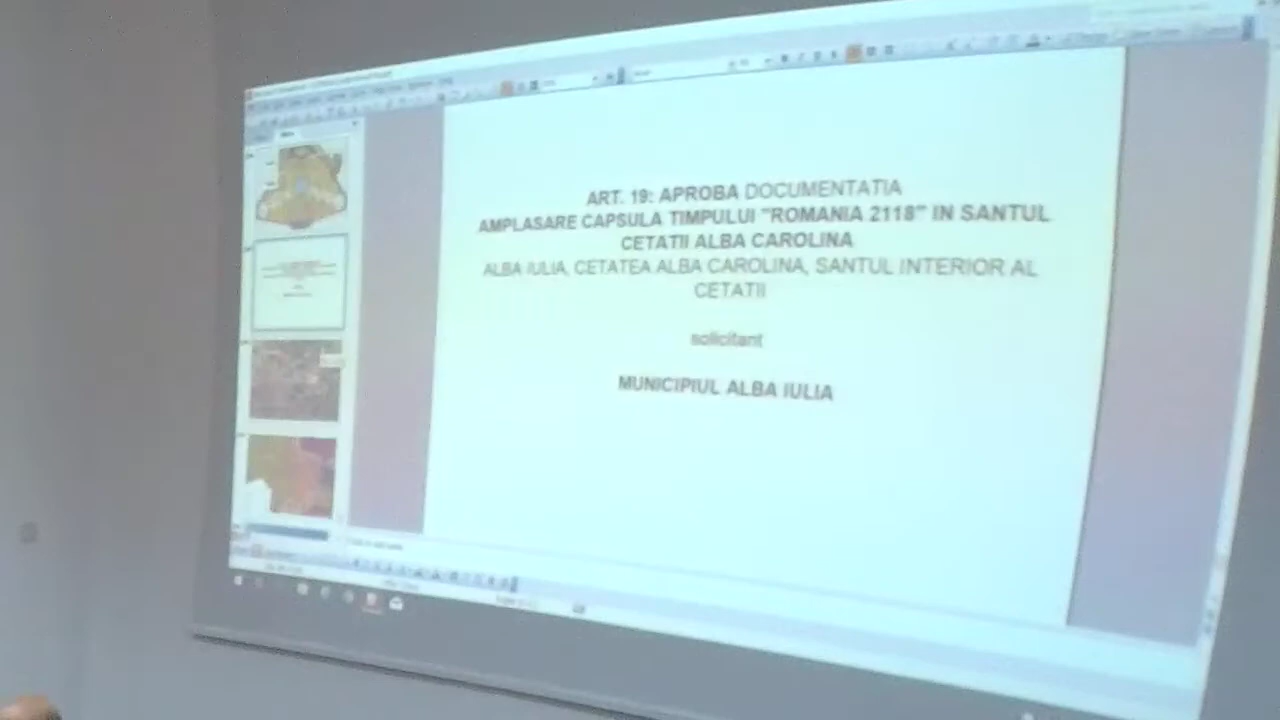 ART. 19: APROBA DOCUMENTATIA
AMPLASARE CAPSULA TIMPULUI "ROMANIA 2118" IN SANTUL
CETATII ALBA CAROLINA
ALBA IULIA, CETATEA ALBA CAROLINA, SANTUL INTERIOR AL
CETATII
solicitant
MUNICIPIUL ALBA IULIA